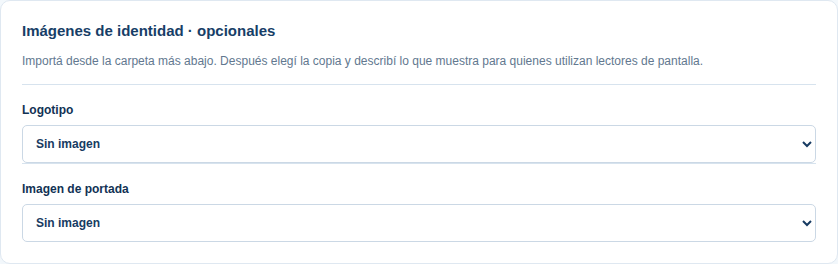 Imágenes de identidad · opcionales
Importá desde la carpeta más abajo. Después elegí la copia y describí lo que muestra para quienes utilizan lectores de pantalla.
Logotipo
Sin imagen
Imagen de portada
Sin imagen